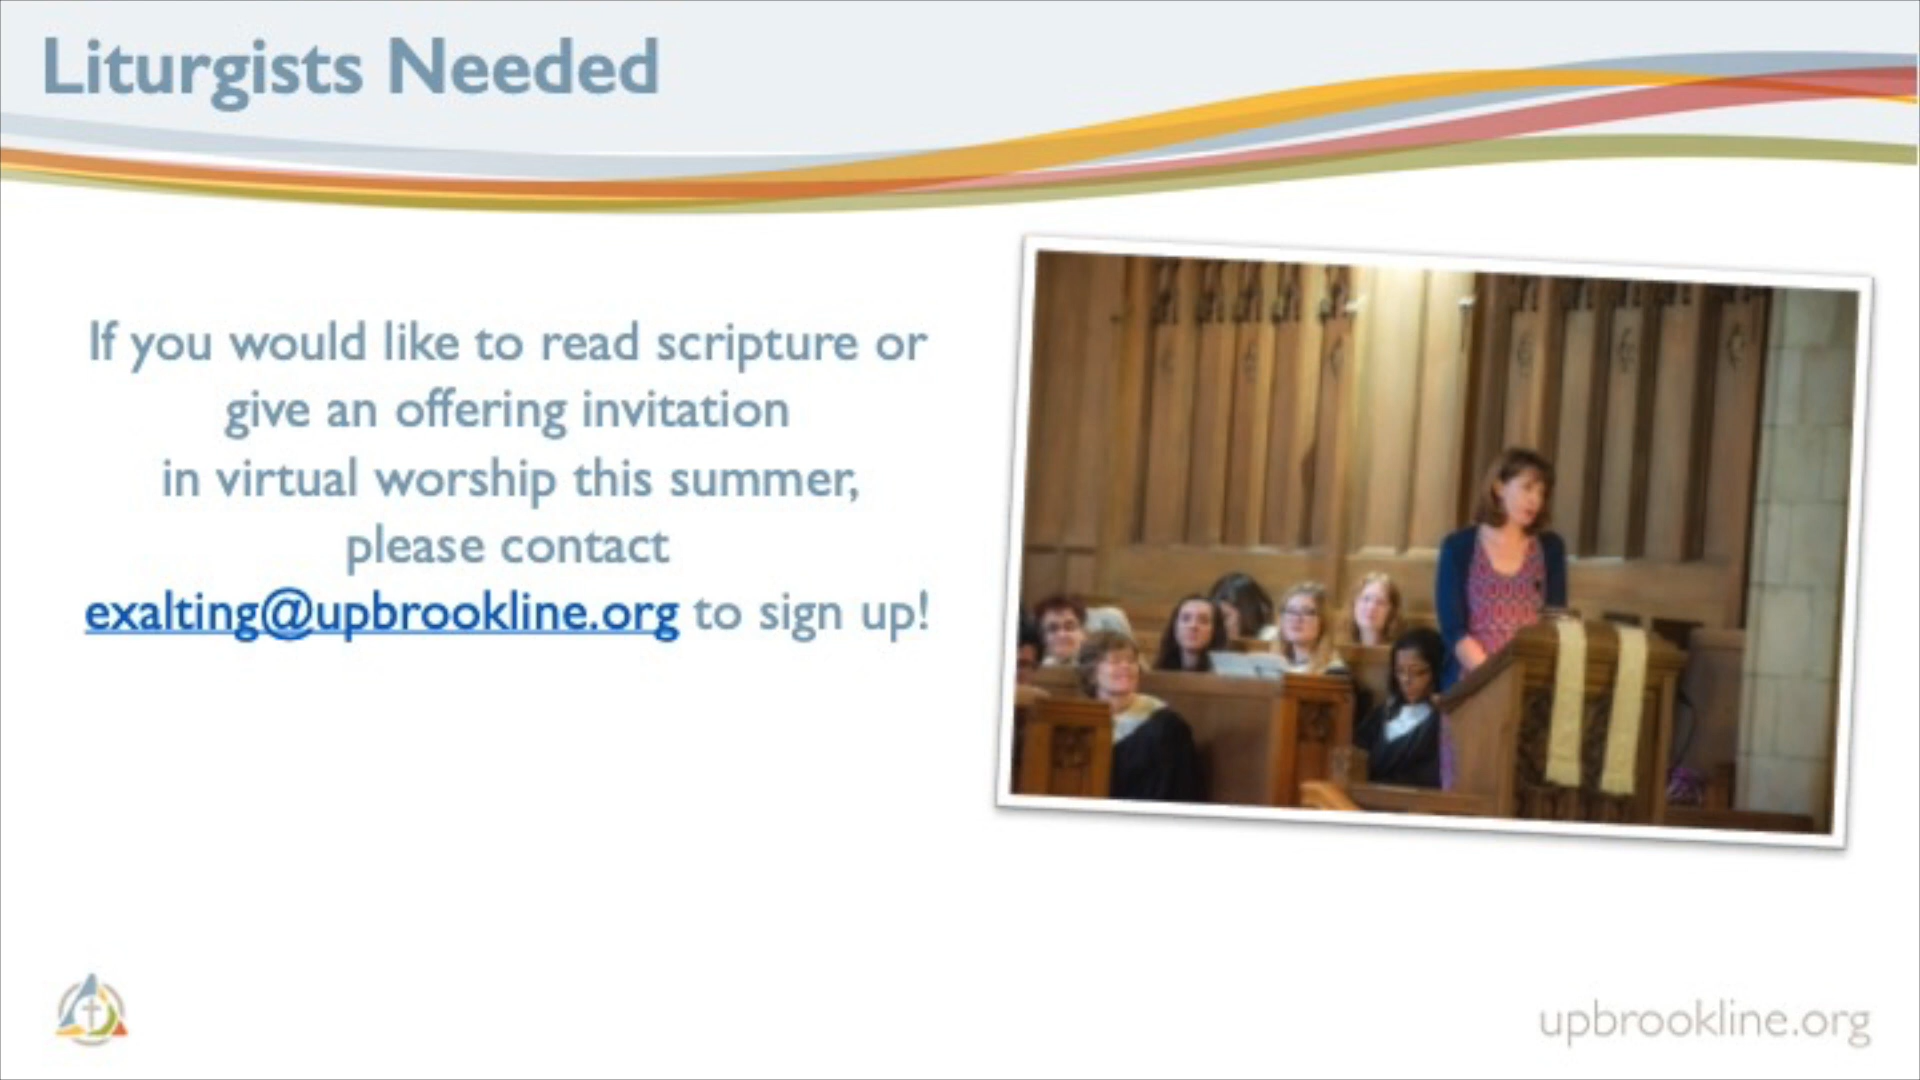 Liturgists Needed
If you would like to read scripture or
give an offering invitation
in virtual worship this summer,
please contact
exalting@upbrookline.org to sign up!
upbrookline.org